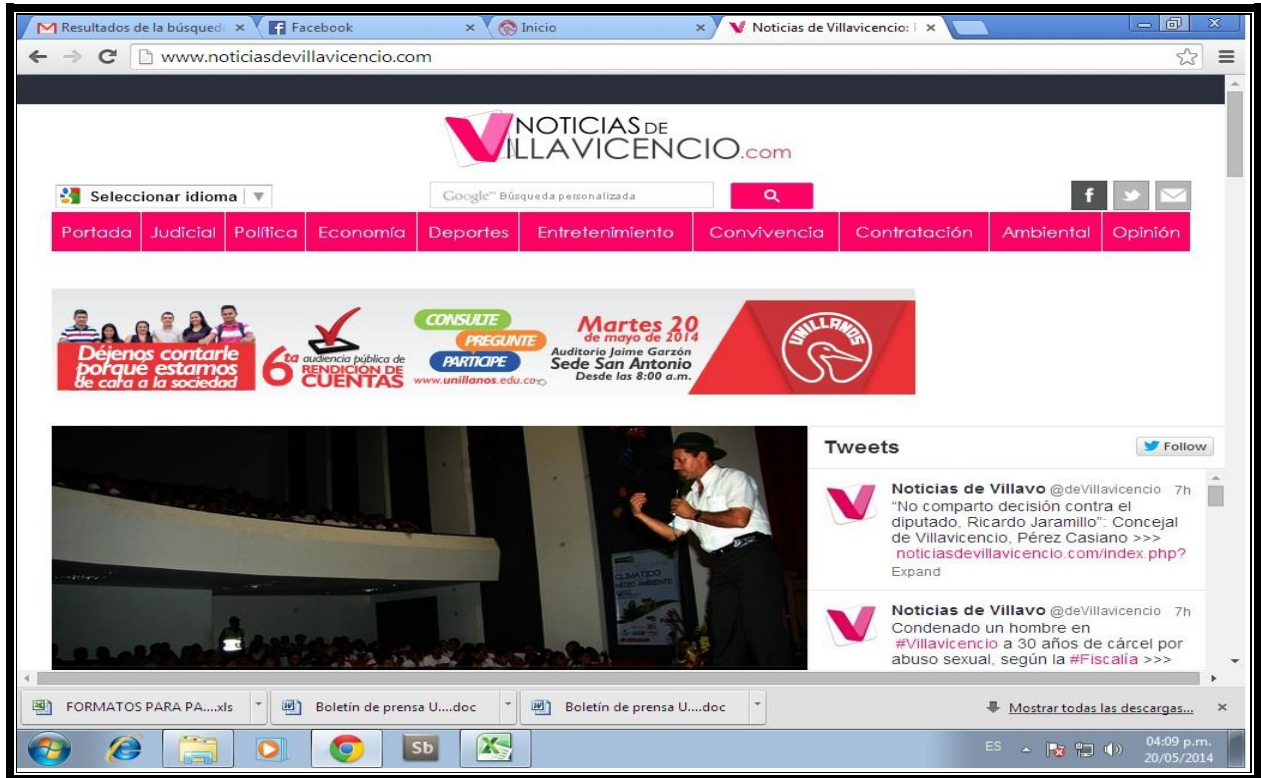 Resultados de la búsqued
Facebook
Inicio
Noticias de Villavicencio:
www.noticiasdevillavicencio.com
NOTICIAS DE
VILLAVICENCIO.com
Seleccionar idioma
Google™ Búsqueda personalizada
Portada Judicial Política Economía Deportes Entretenimiento Convivencia Contratación Ambiental Opinión
Déjenos contarle
porque estamos
de cara a la sociedad
6ta audiencia pública de
RENDICIÓN DE
CUENTAS
CONSULTE
PREGUNTE
PARTICIPE
www.unillanos.edu.co
Martes 20
de mayo de 2014
Auditorio Jaime Garzón
Sede San Antonio
Desde las 8:00 a.m.
UNILLANOS
CLIMATICO
MEDIO AMBIENTE
Tweets
Follow
Noticias de Villavo @deVillavicencio 7h
"No comparto decisión contra el
diputado, Ricardo Jaramillo": Concejal
de Villavicencio, Pérez Casiano >>>
noticiasdevillavicencio.com/index.php?
Expand
Noticias de Villavo @deVillavicencio 7h
Condenado un hombre en
#Villavicencio a 30 años de cárcel por
abuso sexual, según la #Fiscalía >>>
FORMATOS PARA PA....xls
Boletín de prensa U....doc
Boletín de prensa U....doc
Mostrar todas las descargas...
Sb
ES
04:09 p.m.
20/05/2014